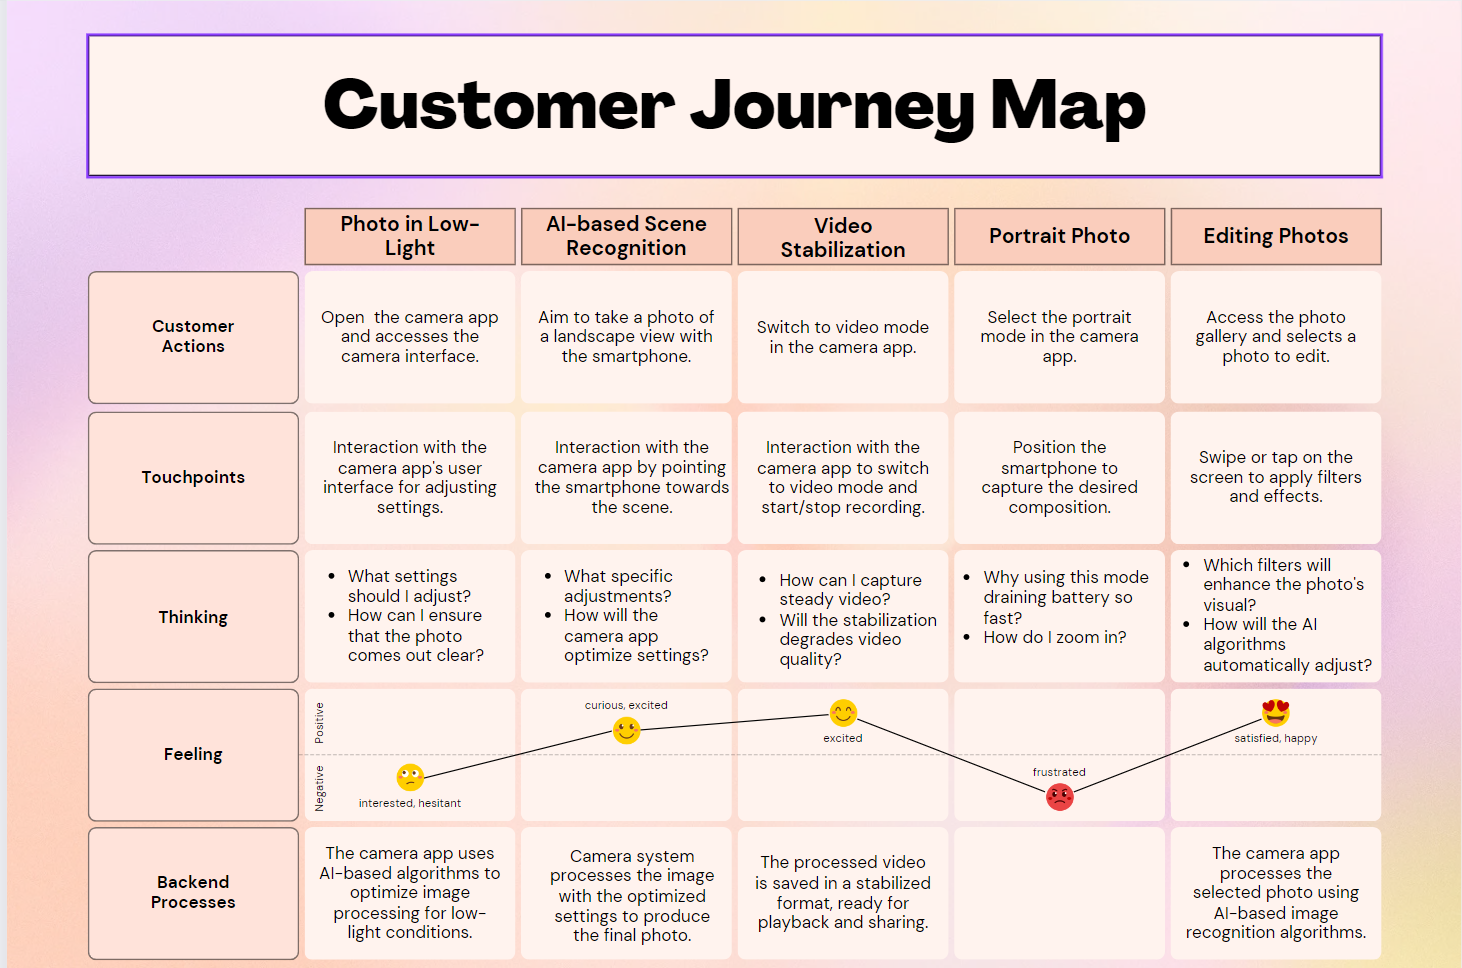 Customer Journey Map
Photo in Low-
Light
AI-based Scene
Recognition
Video
Stabilization
Portrait Photo
Editing Photos
Customer
Actions
Open  the camera app
and accesses the
camera interface.
Aim to take a photo of
a landscape view with
the smartphone.
Switch to video mode
in the camera app.
Select the portrait
mode in the camera
app.
Access the photo
gallery and selects a
photo to edit.
Touchpoints
Interaction with the
camera app's user
interface for adjusting
settings.
Interaction with the
camera app by pointing
the smartphone towards
the scene.
Interaction with the
camera app to switch
to video mode and
start/stop recording.
Position the
smartphone to
capture the desired
composition.
Swipe or tap on the
screen to apply filters
and effects.
Thinking
• What settings
should I adjust?
• How can I ensure
that the photo
comes out clear?
• What specific
adjustments?
• How will the
camera app
optimize settings?
• How can I capture
steady video?
• Will the stabilization
degrades video
quality?
• Why using this mode
draining battery so
fast?
• How do I zoom in?
• Which filters will
enhance the photo's
visual?
• How will the AI
algorithms
automatically adjust?
Feeling
Positive
Negative
interested, hesitant
curious, excited
excited
frustrated
satisfied, happy
Backend
Processes
The camera app uses
AI-based algorithms to
optimize image
processing for low-
light conditions.
Camera system
processes the image
with the optimized
settings to produce
the final photo.
The processed video
is saved in a stabilized
format, ready for
playback and sharing.
The camera app
processes the
selected photo using
AI-based image
recognition algorithms.